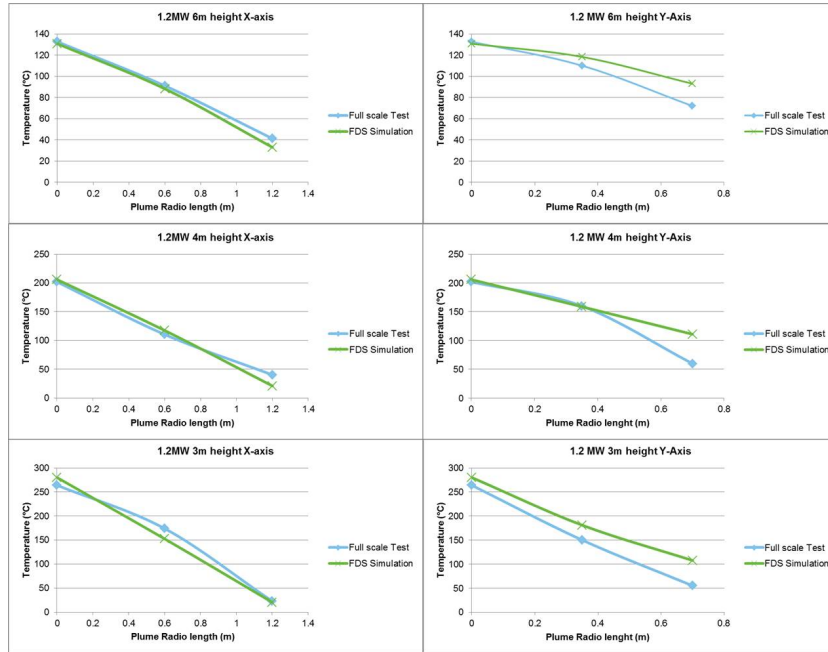 1.2MW 6m height X-axis
Temperature (°C)
140
120
100
80
60
40
20
0
0 0.2 0.4 0.6 0.8 1 1.2 1.4
Plume Radio length (m)
Full scale Test
FDS Simulation
1.2 MW 6m height Y-Axis
Temperature (°C)
140
120
100
80
60
40
20
0
0 0.2 0.4 0.6 0.8
Plume Radio length (m)
Full scale Test
FDS Simulation
1.2MW 4m height X-axis
Temperature (°C)
250
200
150
100
50
0
0 0.2 0.4 0.6 0.8 1 1.2 1.4
Plume Radio length (m)
Full scale Test
FDS Simulation
1.2 MW 4m height Y-Axis
Temperature (°C)
250
200
150
100
50
0
0 0.2 0.4 0.6 0.8
Plume Radio lenght (m)
Full scale Test
FDS Simulation
1.2MW 3m height X-axis
Temperature (°C)
300
250
200
150
100
50
0
0 0.2 0.4 0.6 0.8 1 1.2 1.4
Plume Radio length (m)
Full scale Test
FDS Simulation
1.2 MW 3m height Y-Axis
Temperature (°C)
300
250
200
150
100
50
0
0 0.2 0.4 0.6 0.8
Plume Radio lenght (m)
Full scale Test
FDS Simulation